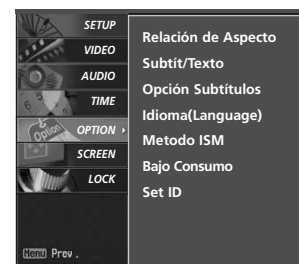 SETUP
VIDEO
AUDIO
TIME
OPTION
SCREEN
LOCK
Menu Prev.
Relación de Aspecto
Subtít/Texto
Opción Subtítulos
Idioma(Language)
Metodo ISM
Bajo Consumo
Set ID